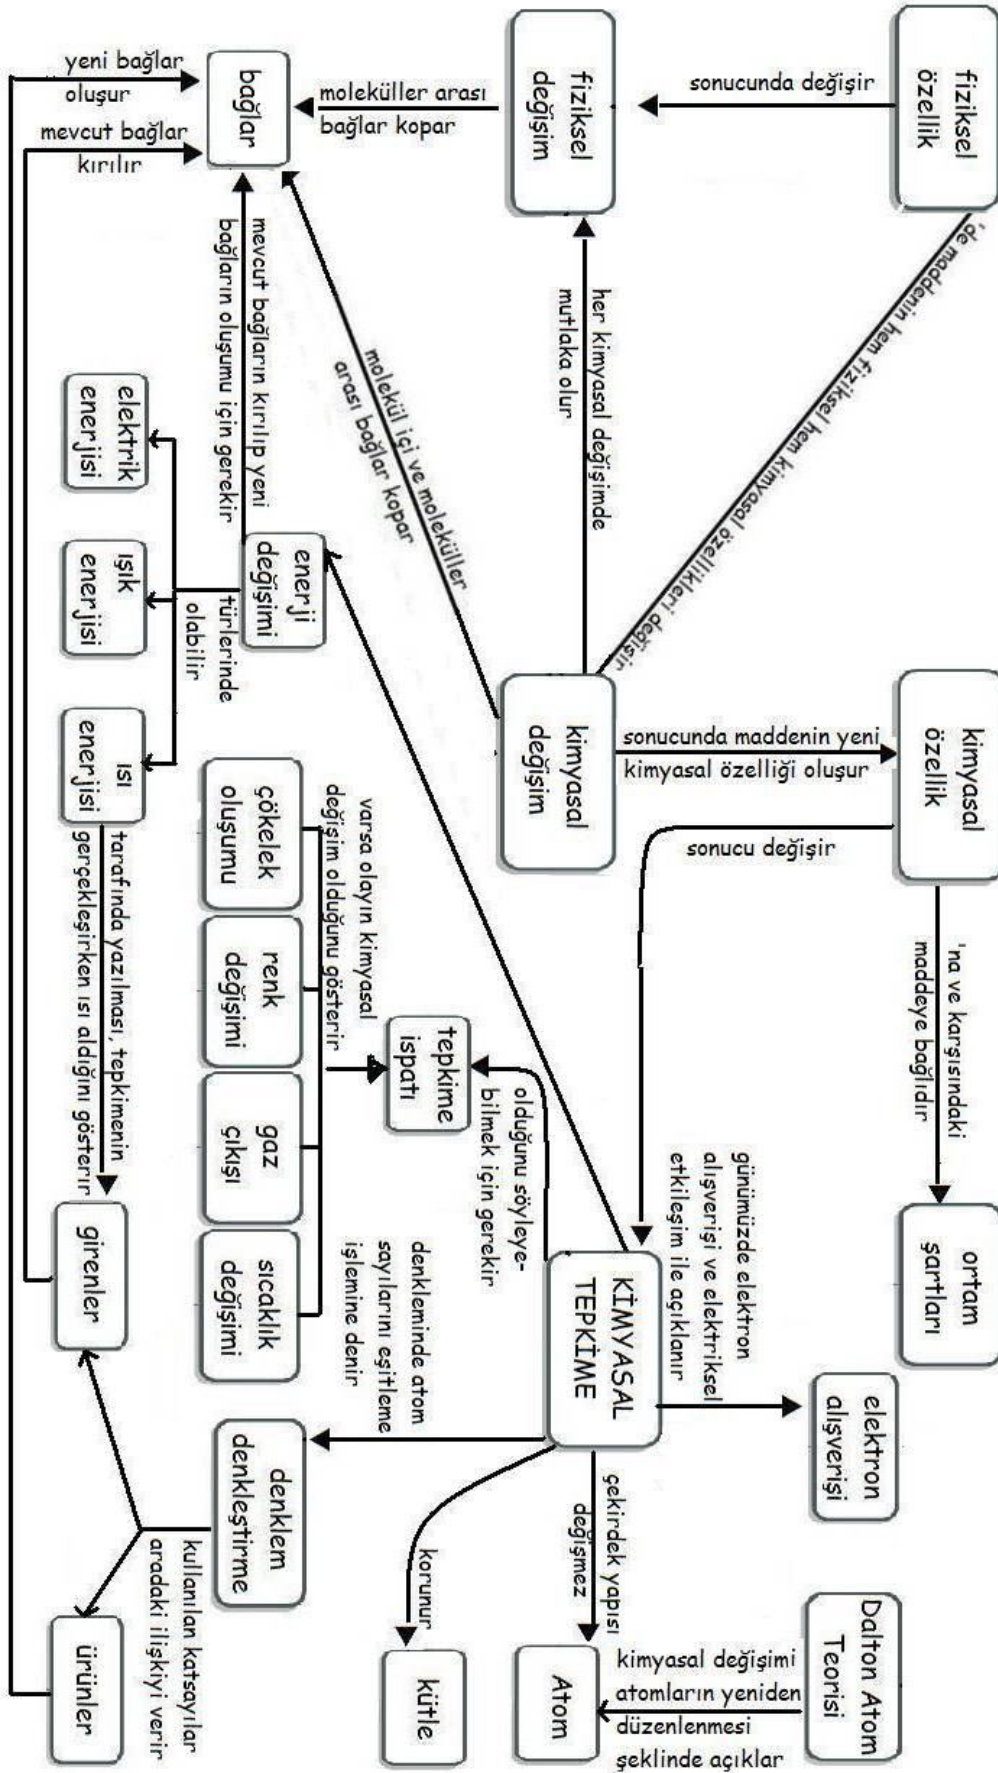 fiziksel
özellik
sonucunda değişir
fiziksel
değişim
moleküller arası
bağlar kopar
bağlar
yeni bağlar
oluşur
mevcut bağlar
kırılır
'de maddenin hem fiziksel hem kimyasal özellikleri değişir
her kimyasal değişimde
mutlaka olur
molekül içi ve moleküller
arası bağlar kopar
mevcut bağların kırılıp yeni
bağların oluşumu için gerekir
kimyasal
özellik
sonucunda maddenin yeni
kimyasal özelliği oluşur
kimyasal
değişim
sonucu değişir
'na ve karşısındaki
maddeye bağlıdır
ortam
şartları
enerji
değişimi
türlerinde
olabilir
elektrik
enerjisi
ışık
enerjisi
ısı
enerjisi
tarafında yazılması, tepkimenin
gerçekleşirken ısı aldığını gösterir
varsa olayın kimyasal
değişim olduğunu gösterir
çökelek
oluşumu
renk
değişimi
gaz
çıkışı
sıcaklık
değişimi
tepkime
ispatı
olduğunu söyleye-
bilmek için gerekir
KİMYASAL
TEPKİME
günümüzde elektron
alışverişi ve elektriksel
etkileşim ile açıklanır
elektron
alışverişi
denkleminde atom
sayılarını eşitleme
işlemine denir
denklem
denkleştirme
kullanılan katsayılar
aradaki ilişkiyi verir
girenler
ürünler
korunur
kütle
çekirdek yapısı
değişmez
Atom
kimyasal değişimi
atomların yeniden
düzenlenmesi
şeklinde açıklar
Dalton Atom
Teorisi